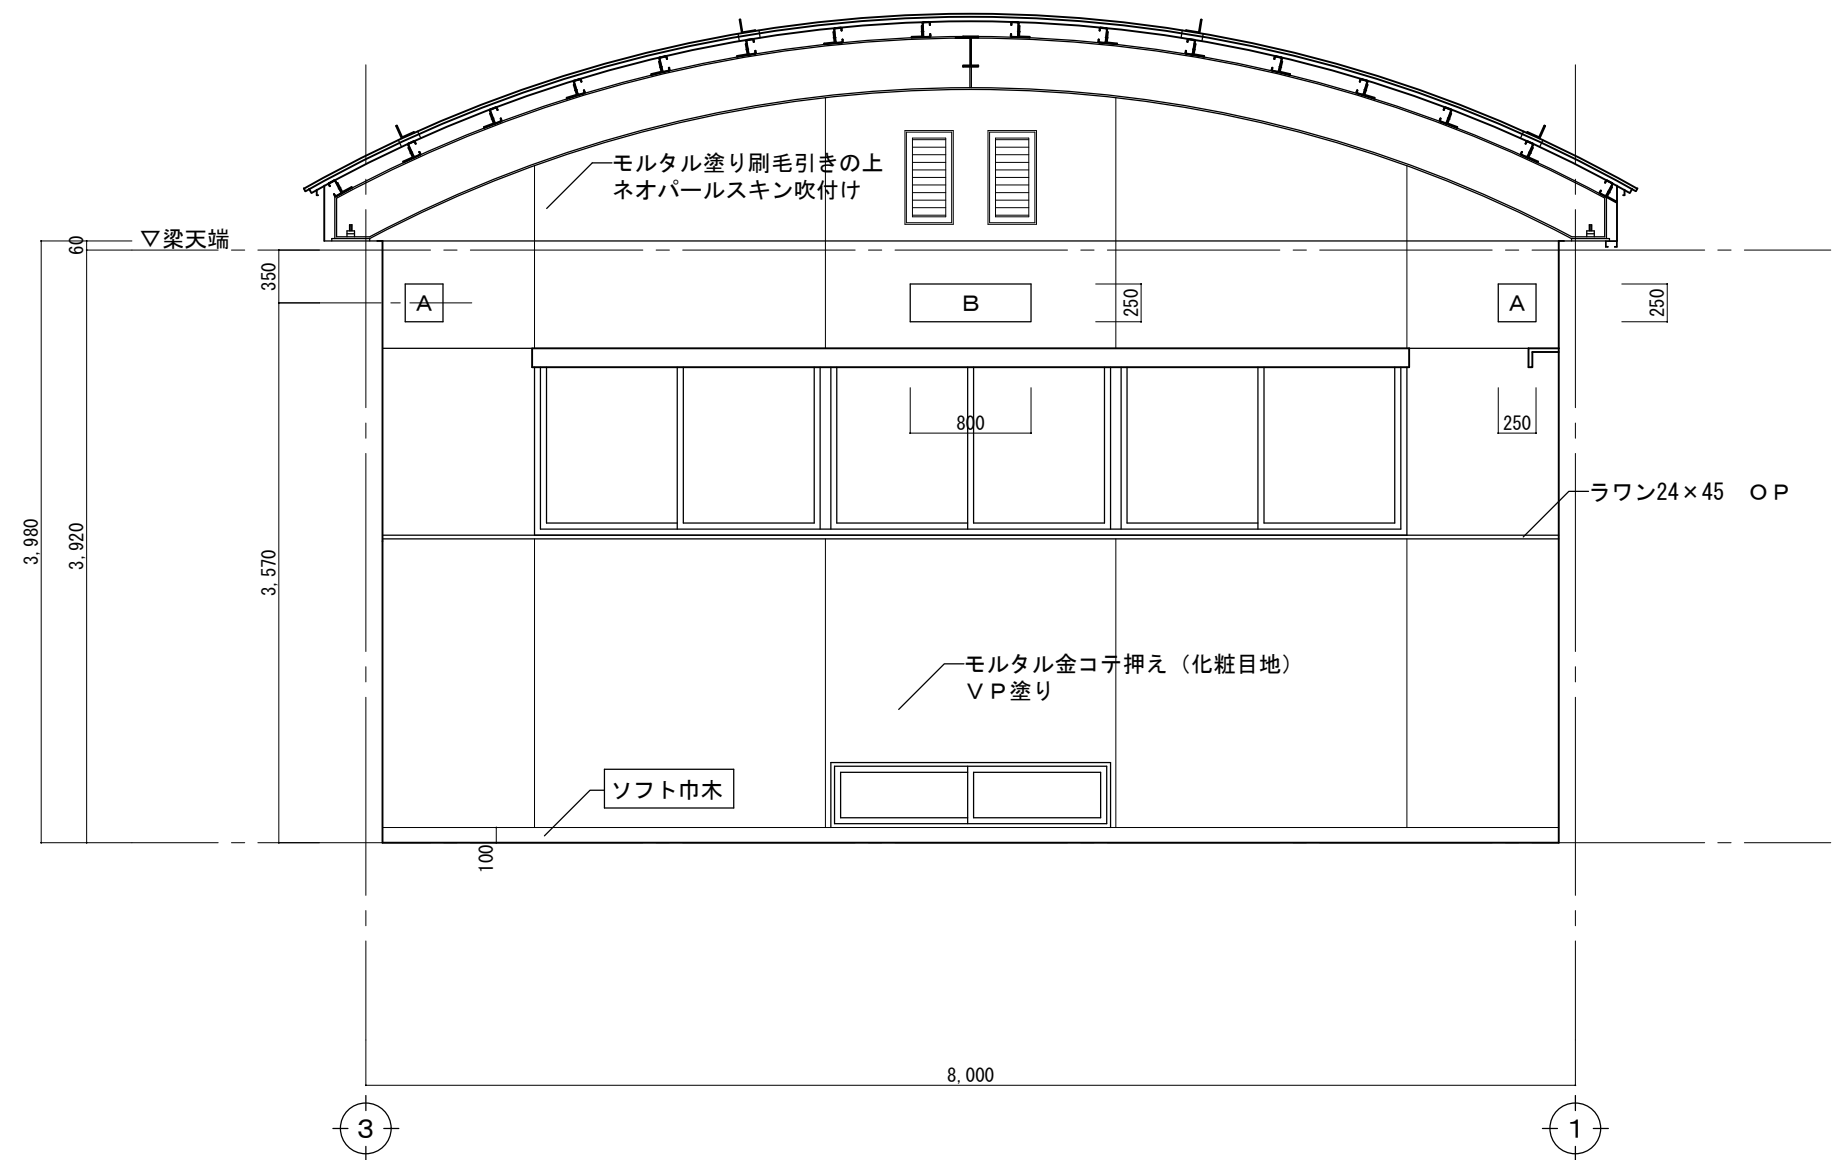 モルタル塗り刷毛引きの上
ネオパールスキン吹付け
▽梁天端
60
350
A
B
250
A
250
800
250
ラワン24×45 ＯＰ
3,980
3,920
3,570
モルタル金コテ押え（化粧目地）
ＶＰ塗り
ソフト巾木
100
8,000
3
1